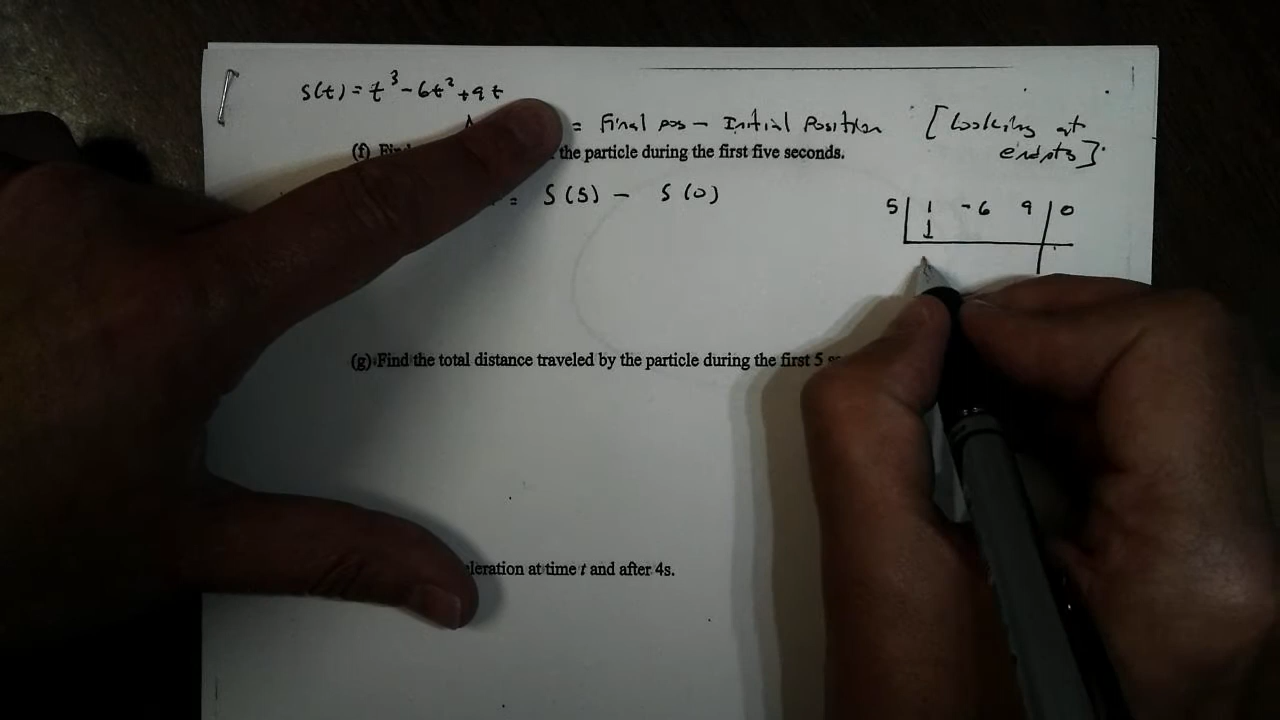 s(t) = t³ - 6t² + 9t
= Final pos - Initial Position [Looking at endpts].
(f) the particle during the first five seconds.
= S(5) - S(0)
5 1 -6 9 0
(g) Find the total distance traveled by the particle during the first 5
at time t and after 4s.